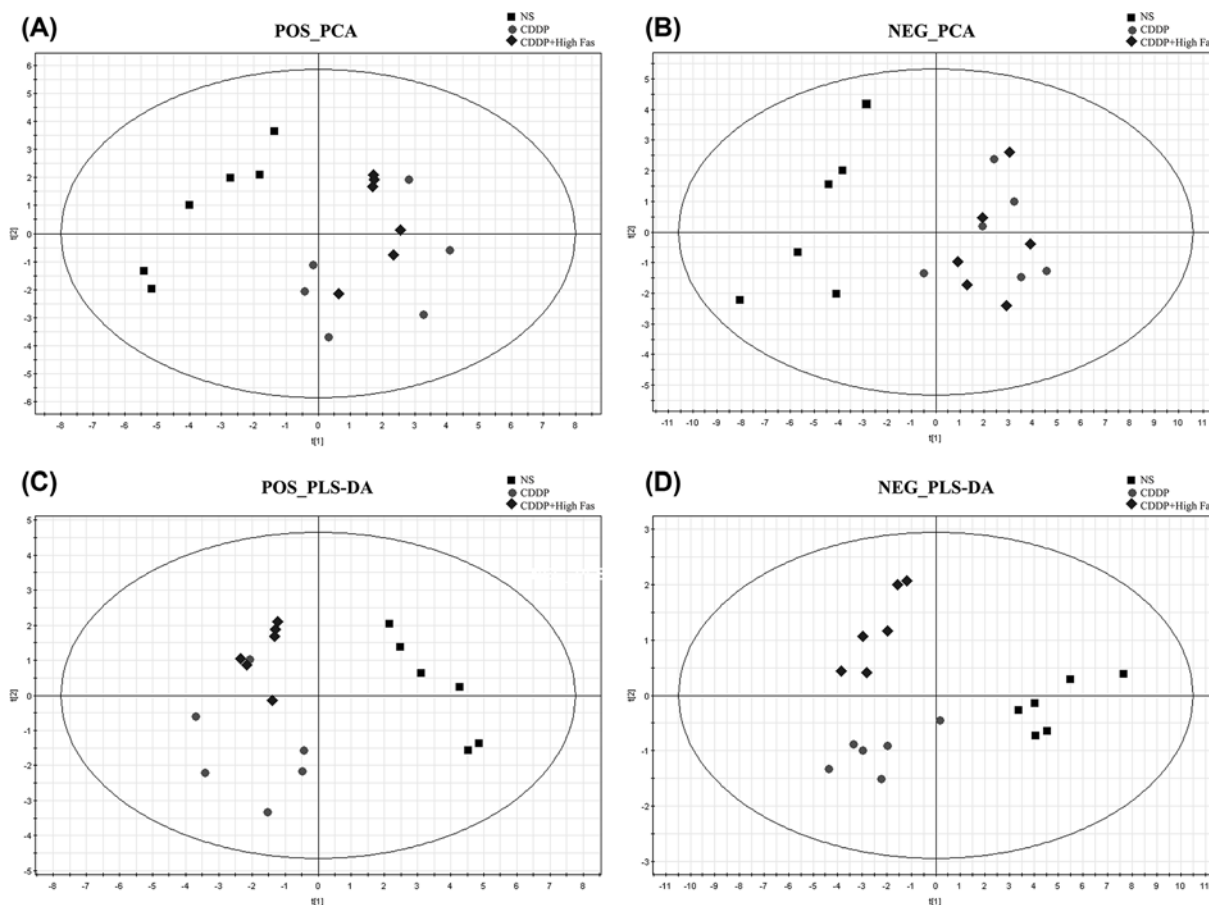 (A)
POS_PCA
■ NS
● CDDP
◆ CDDP+High Fas
6
5
4
3
2
1
0
-1
-2
-3
-4
-5
-6
t[2]
-8 -7 -6 -5 -4 -3 -2 -1 0 1 2 3 4 5 6 7 8
t[1]
(B)
NEG_PCA
■ NS
● CDDP
◆ CDDP+High Fas
5
4
3
2
1
0
-1
-2
-3
-4
-5
t[2]
-11 -10 -9 -8 -7 -6 -5 -4 -3 -2 -1 0 1 2 3 4 5 6 7 8 9 10 11
t[1]
(C)
POS_PLS-DA
■ NS
● CDDP
◆ CDDP+High Fas
5
4
3
2
1
0
-1
-2
-3
-4
-5
t[2]
-8 -7 -6 -5 -4 -3 -2 -1 0 1 2 3 4 5 6 7 8
t[1]
(D)
NEG_PLS-DA
■ NS
● CDDP
◆ CDDP+High Fas
3
2
1
0
-1
-2
-3
t[2]
-11 -10 -9 -8 -7 -6 -5 -4 -3 -2 -1 0 1 2 3 4 5 6 7 8 9 10 11
t[1]